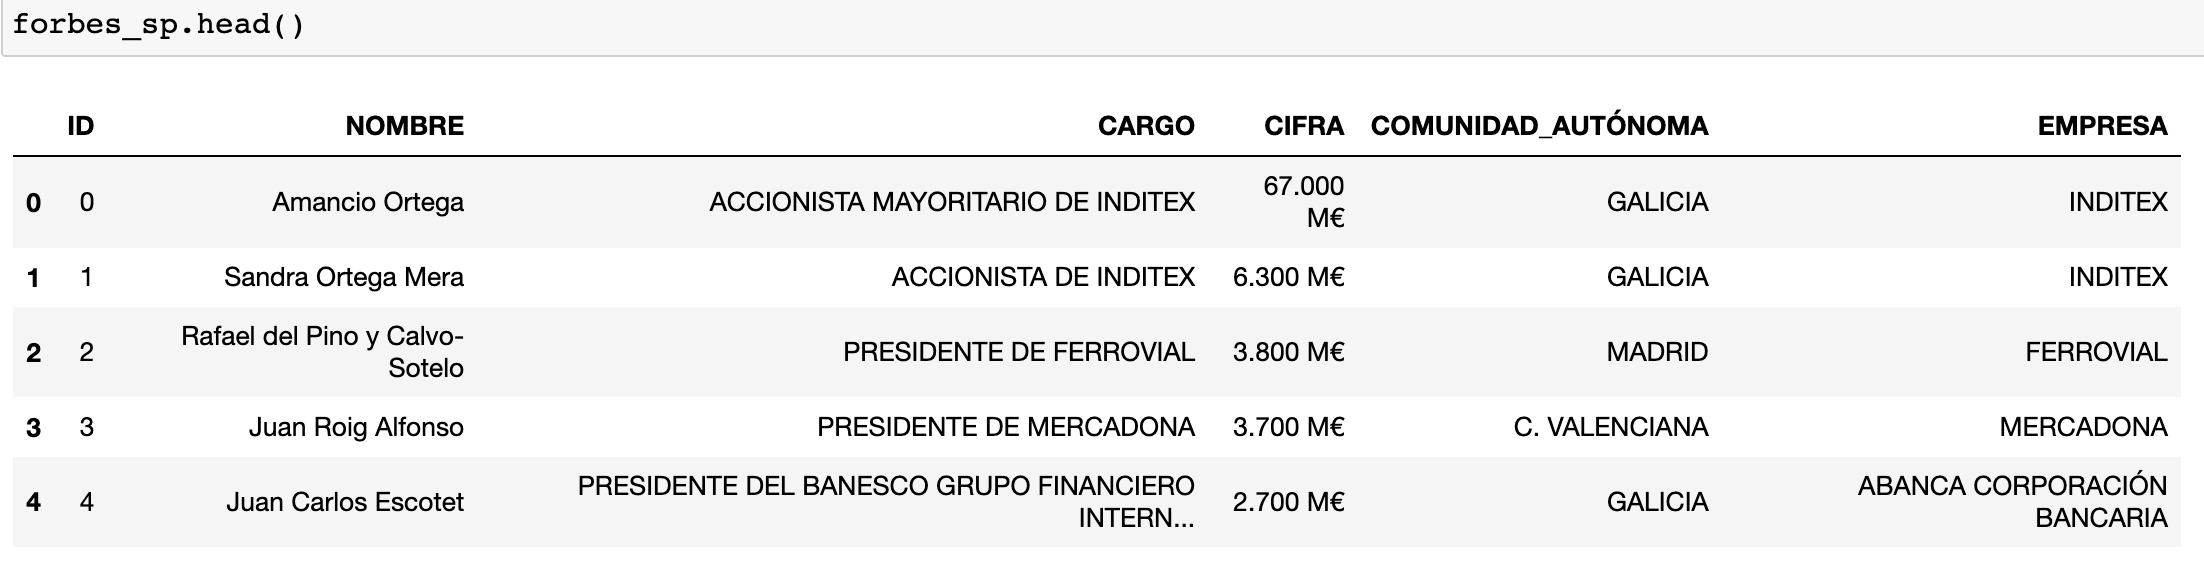 forbes_sp.head()
ID NOMBRE CARGO CIFRA COMUNIDAD_AUTÓNOMA EMPRESA
0 0 Amancio Ortega ACCIONISTA MAYORITARIO DE INDITEX 67.000 M€ GALICIA INDITEX
1 1 Sandra Ortega Mera ACCIONISTA DE INDITEX 6.300 M€ GALICIA INDITEX
2 2 Rafael del Pino y Calvo-Sotelo PRESIDENTE DE FERROVIAL 3.800 M€ MADRID FERROVIAL
3 3 Juan Roig Alfonso PRESIDENTE DE MERCADONA 3.700 M€ C. VALENCIANA MERCADONA
4 4 Juan Carlos Escotet PRESIDENTE DEL BANESCO GRUPO FINANCIERO INTERN... 2.700 M€ GALICIA ABANCA CORPORACIÓN BANCARIA